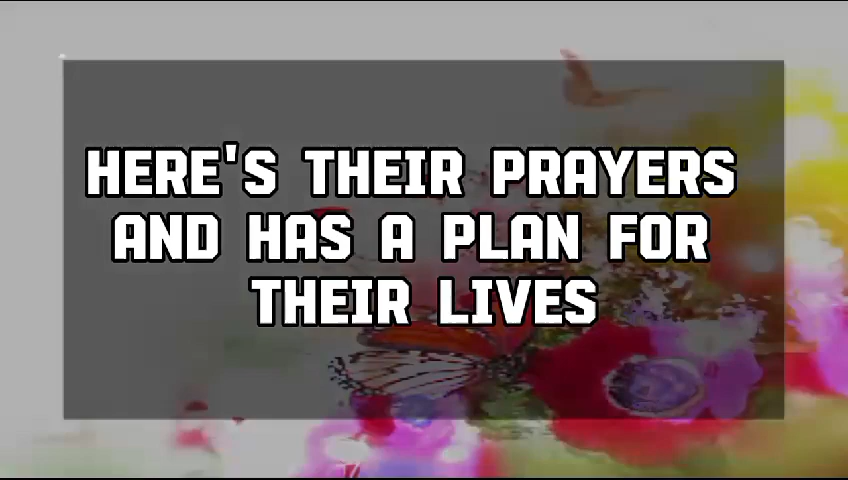 HERE'S THEIR PRAYERS
AND HAS A PLAN FOR
THEIR LIVES